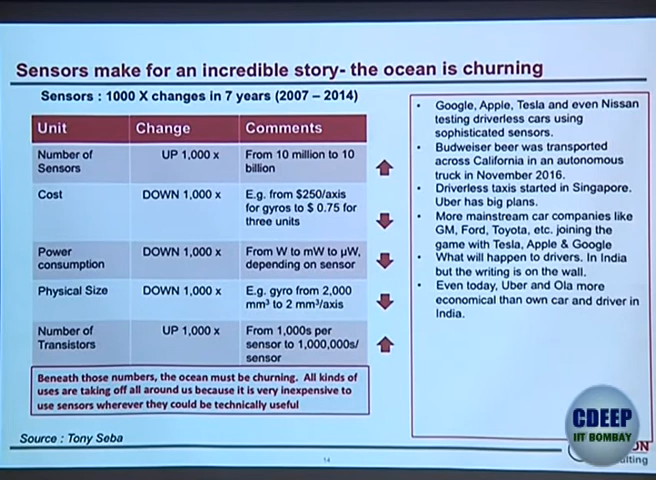 Sensors make for an incredible story- the ocean is churning
Sensors : 1000 X changes in 7 years (2007 – 2014)
Unit Change Comments
Number of Sensors UP 1,000 x From 10 million to 10 billion
Cost DOWN 1,000 x E.g. from $250/axis for gyros to $ 0.75 for three units
Power consumption DOWN 1,000 x From W to mW to µW, depending on sensor
Physical Size DOWN 1,000 x E.g. gyro from 2,000 mm³ to 2 mm³/axis
Number of Transistors UP 1,000 x From 1,000s per sensor to 1,000,000s/ sensor
Beneath those numbers, the ocean must be churning. All kinds of
uses are taking off all around us because it is very inexpensive to
use sensors wherever they could be technically useful
• Google, Apple, Tesla and even Nissan
testing driverless cars using
sophisticated sensors.
• Budweiser beer was transported
across California in an autonomous
truck in November 2016.
• Driverless taxis started in Singapore.
Uber has big plans.
• More mainstream car companies like
GM, Ford, Toyota, etc. joining the
game with Tesla, Apple & Google
• What will happen to drivers. In India
but the writing is on the wall.
• Even today, Uber and Ola more
economical than own car and driver in
India.
Source : Tony Seba
14
CDEEP
IIT BOMBAY